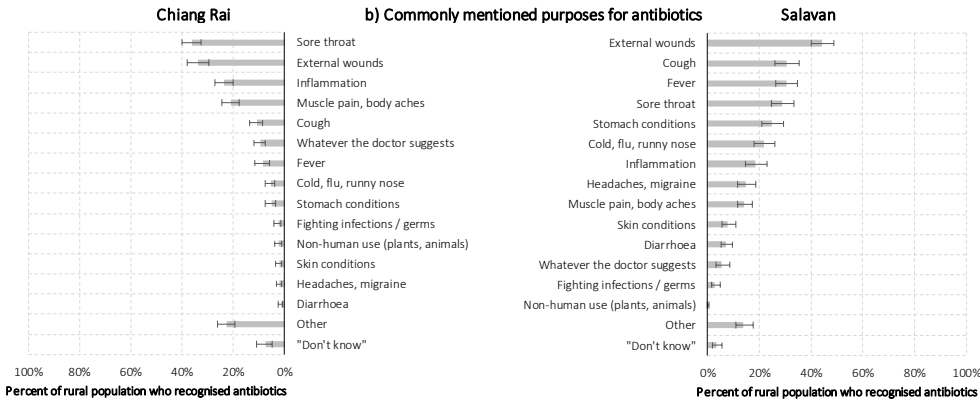 Chiang Rai
b) Commonly mentioned purposes for antibiotics
Salavan
Sore throat
External wounds
Inflammation
Muscle pain, body aches
Cough
Whatever the doctor suggests
Fever
Cold, flu, runny nose
Stomach conditions
Fighting infections / germs
Non-human use (plants, animals)
Skin conditions
Headaches, migraine
Diarrhoea
Other
"Don't know"
100% 80% 60% 40% 20% 0%
Percent of rural population who recognised antibiotics
External wounds
Cough
Fever
Sore throat
Stomach conditions
Cold, flu, runny nose
Inflammation
Headaches, migraine
Muscle pain, body aches
Skin conditions
Diarrhoea
Whatever the doctor suggests
Fighting infections / germs
Non-human use (plants, animals)
Other
"Don't know"
0% 20% 40% 60% 80% 100%
Percent of rural population who recognised antibiotics